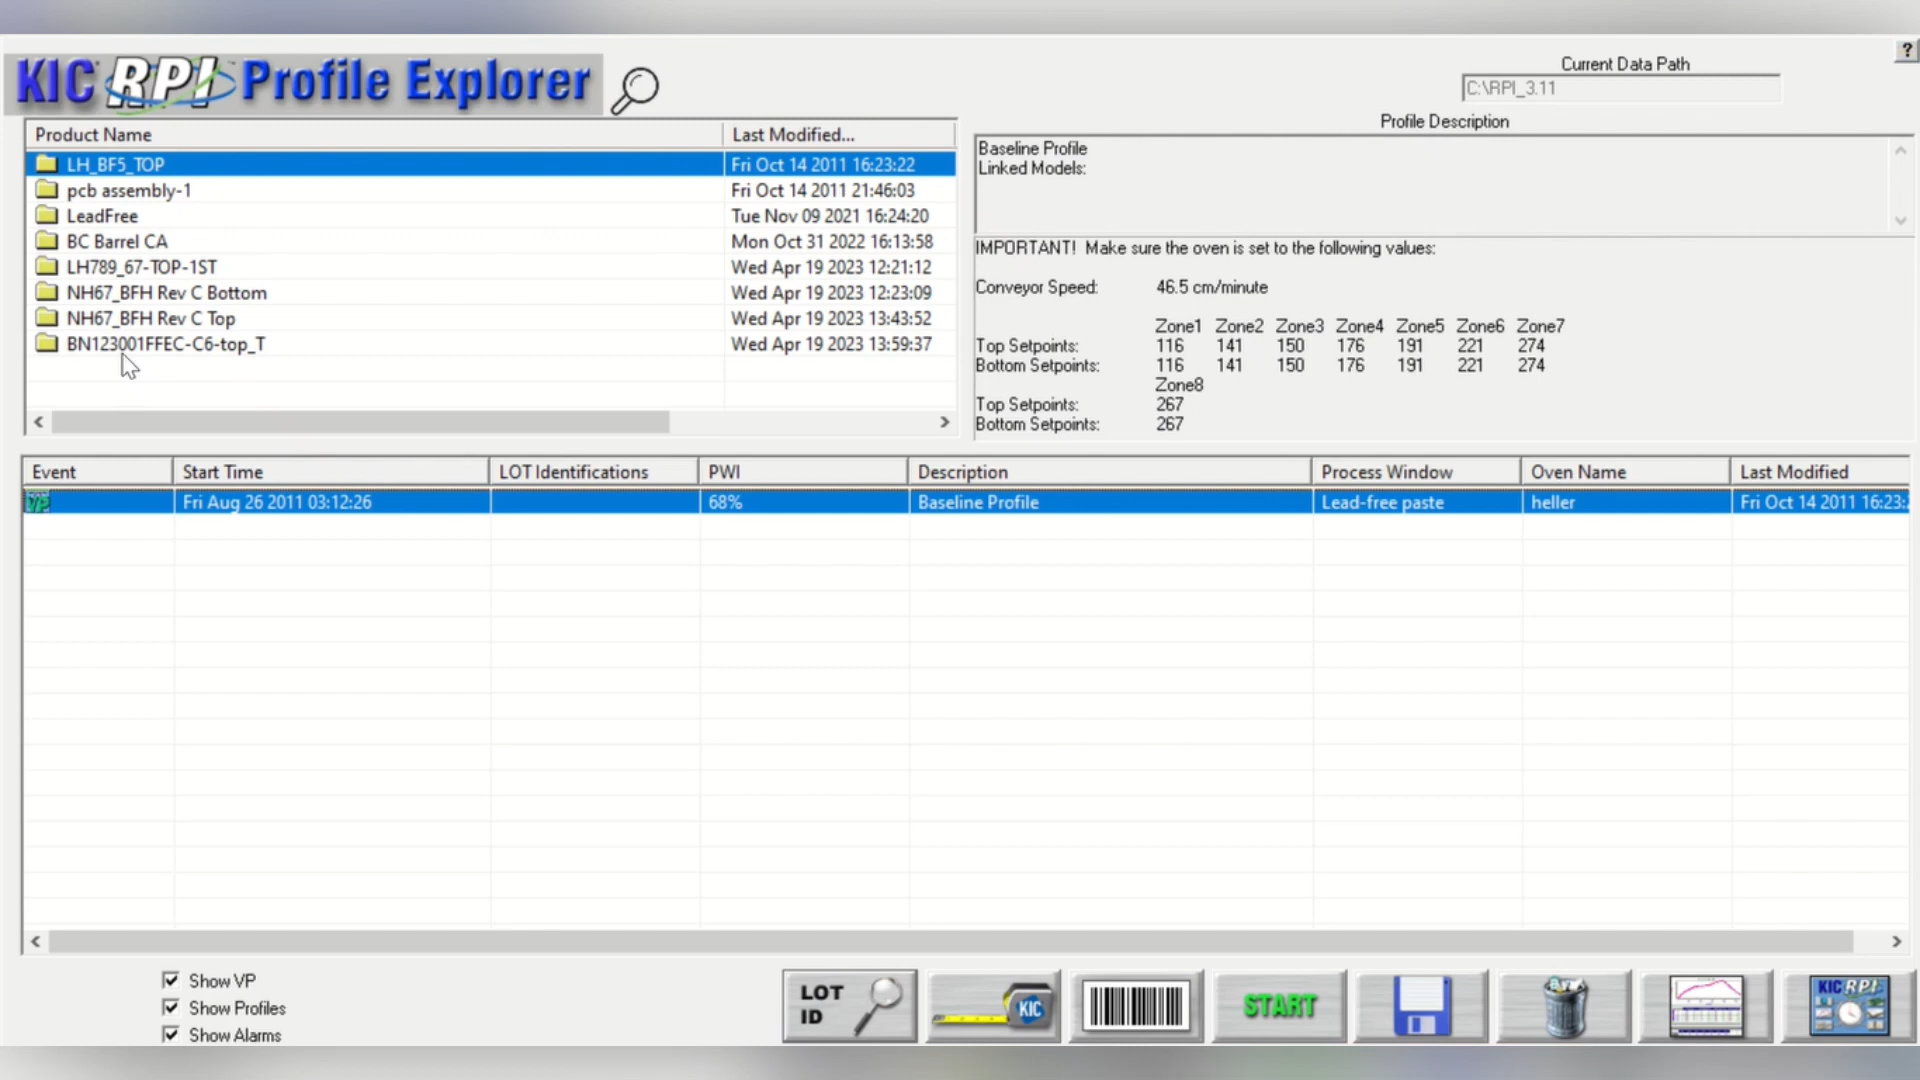 KIC RPI Profile Explorer
?
Current Data Path
C:\RPI_3.11
Profile Description
Product Name Last Modified...
LH_BF5_TOP Fri Oct 14 2011 16:23:22
pcb assembly-1 Fri Oct 14 2011 21:46:03
LeadFree Tue Nov 09 2021 16:24:20
BC Barrel CA Mon Oct 31 2022 16:13:58
LH789_67-TOP-1ST Wed Apr 19 2023 12:21:12
NH67_BFH Rev C Bottom Wed Apr 19 2023 12:23:09
NH67_BFH Rev C Top Wed Apr 19 2023 13:43:52
BN123001FFEC-C6-top_T Wed Apr 19 2023 13:59:37
Baseline Profile
Linked Models:
IMPORTANT! Make sure the oven is set to the following values:
Conveyor Speed: 46.5 cm/minute
Zone1 Zone2 Zone3 Zone4 Zone5 Zone6 Zone7
Top Setpoints: 116 141 150 176 191 221 274
Bottom Setpoints: 116 141 150 176 191 221 274
Zone8
Top Setpoints: 267
Bottom Setpoints: 267
Event Start Time LOT Identifications PWI Description Process Window Oven Name Last Modified
VP Fri Aug 26 2011 03:12:26 68% Baseline Profile Lead-free paste heller Fri Oct 14 2011 16:23:
Show VP
Show Profiles
Show Alarms
LOT
ID
KIC
START
KIC RPI